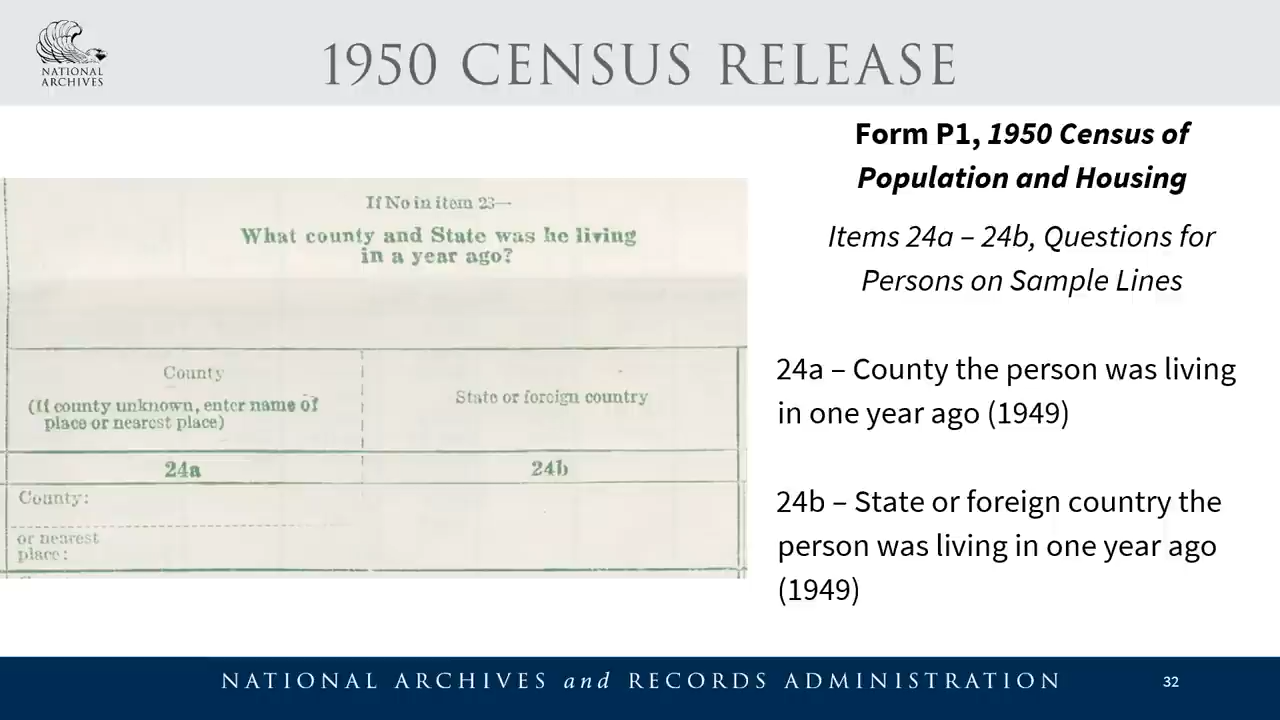 NATIONAL
ARCHIVES
1950 CENSUS RELEASE
If No in item 23—
What county and State was he living
in a year ago?
County
(If county unknown, enter name of
place or nearest place)
State or foreign country
24a
24b
County:
or nearest
place:
Form P1, 1950 Census of
Population and Housing
Items 24a – 24b, Questions for
Persons on Sample Lines
24a – County the person was living
in one year ago (1949)
24b – State or foreign country the
person was living in one year ago
(1949)
NATIONAL ARCHIVES and RECORDS ADMINISTRATION
32